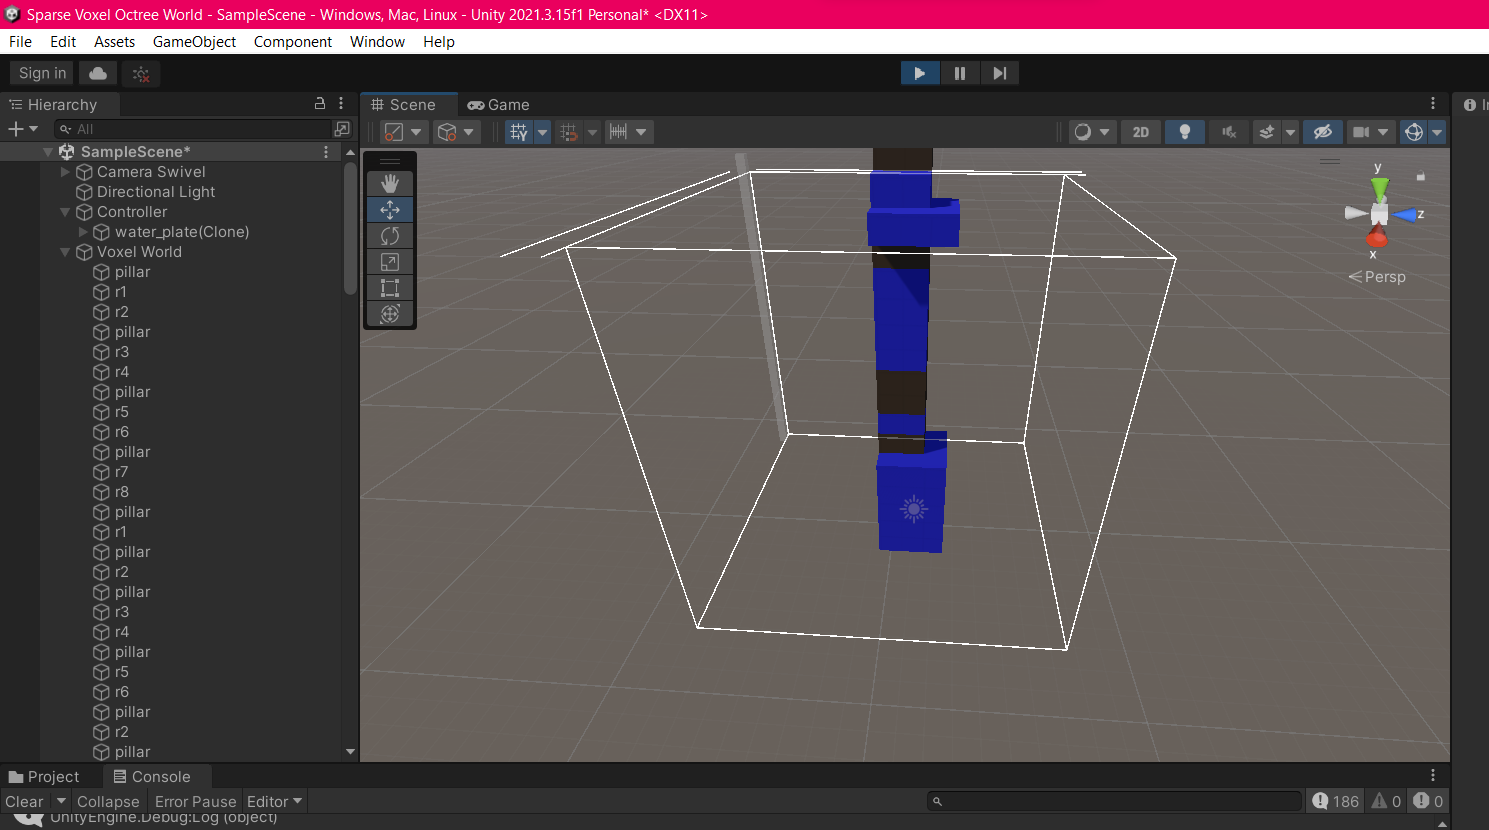 Sparse Voxel Octree World - SampleScene - Windows, Mac, Linux - Unity 2021.3.15f1 Personal* <DX11>
File Edit Assets GameObject Component Window Help
Sign in
Hierarchy
All
SampleScene*
Camera Swivel
Directional Light
Controller
water_plate(Clone)
Voxel World
pillar
r1
r2
pillar
r3
r4
pillar
r5
r6
pillar
r7
r8
pillar
r1
pillar
r2
pillar
r3
r4
pillar
r5
r6
pillar
r2
pillar
Scene Game
2D
y
z
x
Persp
Project Console
Clear Collapse Error Pause Editor 186 0 0
UnityEngine.Debug:Log (object)